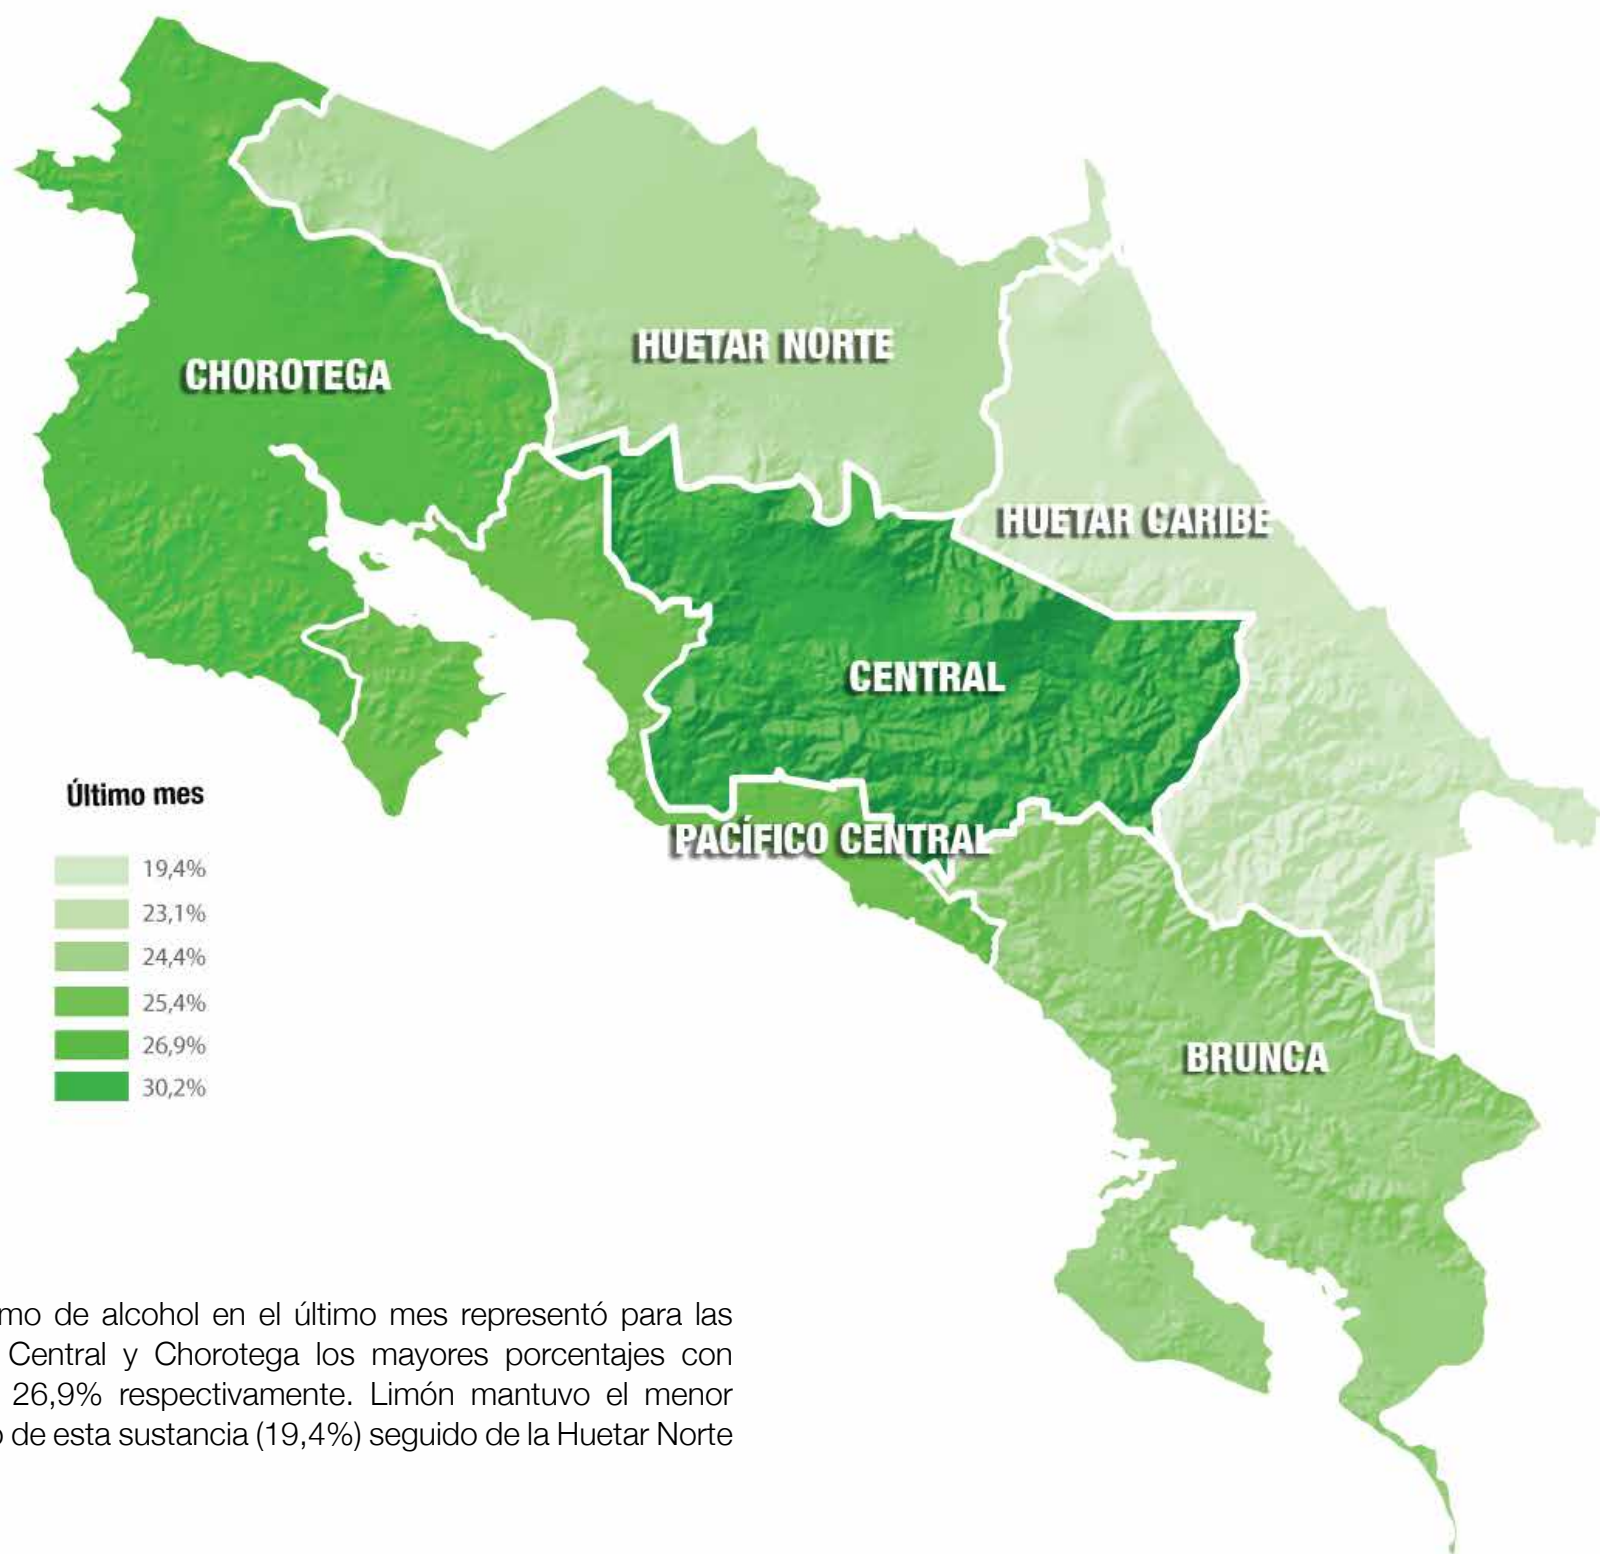 HUETAR NORTE
CHOROTEGA
HUETAR CARIBE
CENTRAL
Último mes
PACÍFICO CENTRAL
19,4%
23,1%
24,4%
25,4%
26,9%
30,2%
BRUNCA
mo de alcohol en el último mes representó para las
Central y Chorotega los mayores porcentajes con
26,9% respectivamente. Limón mantuvo el menor
o de esta sustancia (19,4%) seguido de la Huetar Norte